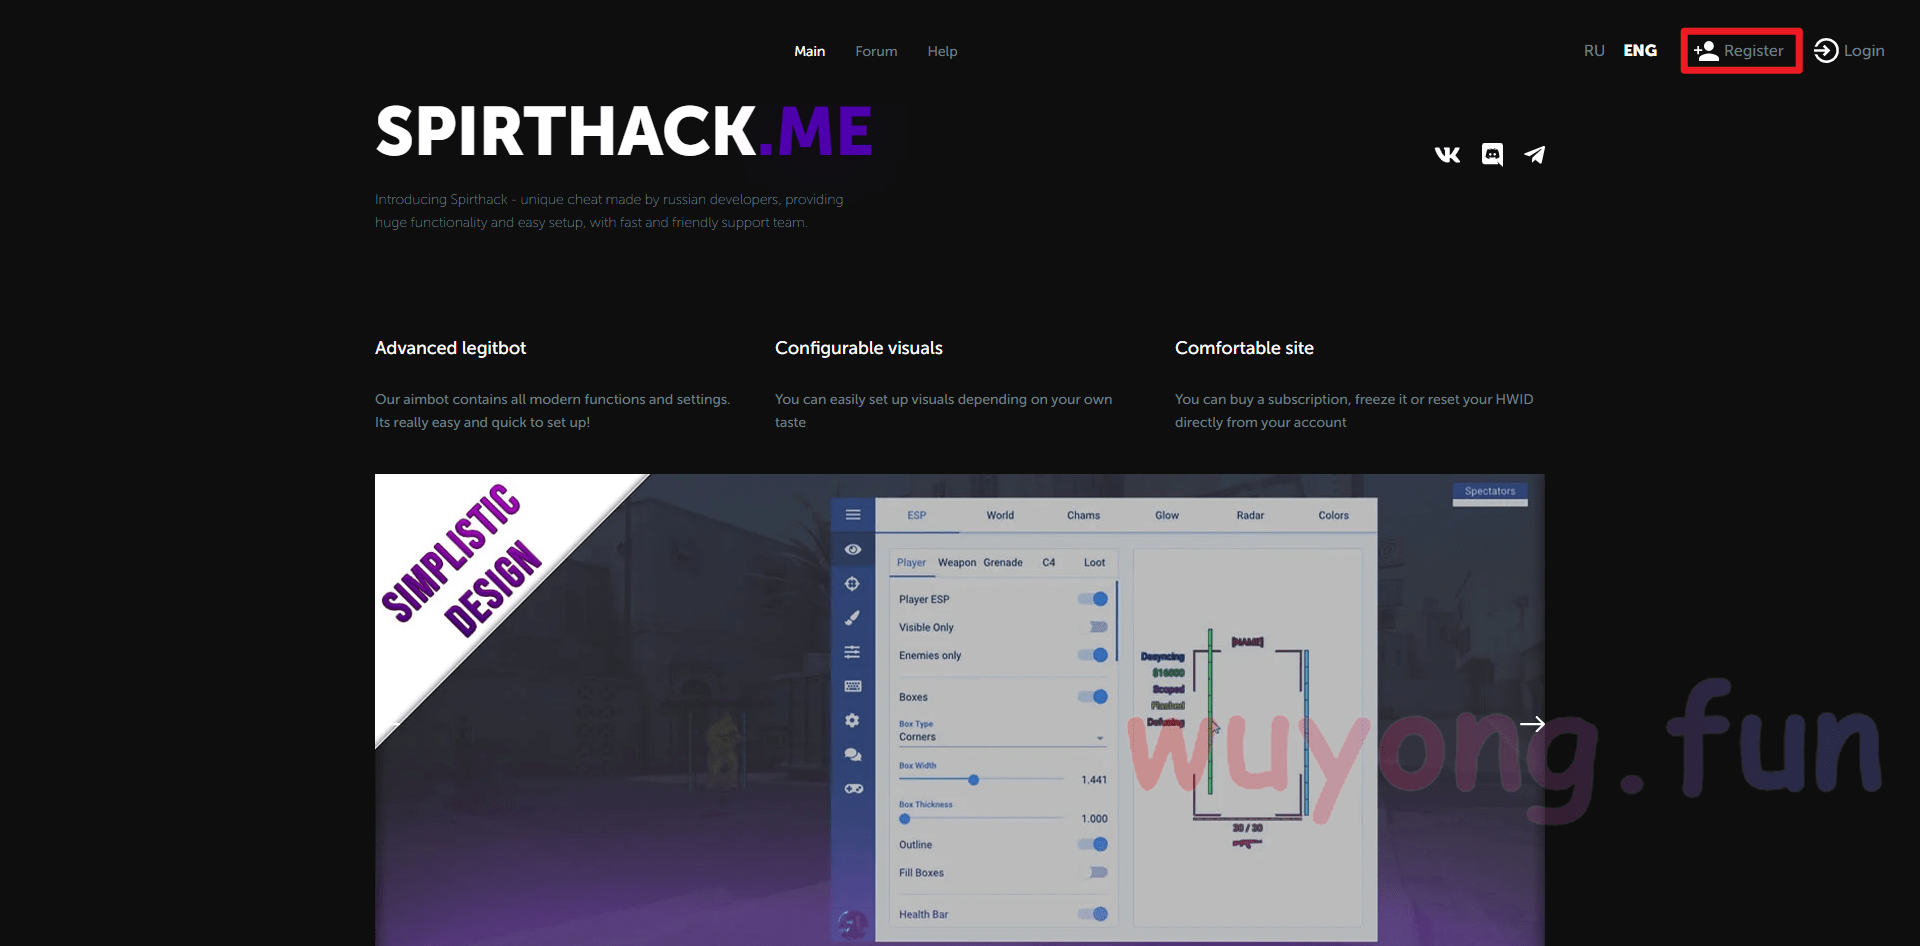 Main Forum Help
RU ENG Register Login
SPIRTHACK.ME
Introducing Spirthack - unique cheat made by russian developers, providing
huge functionality and easy setup, with fast and friendly support team.
Advanced legitbot
Our aimbot contains all modern functions and settings.
Its really easy and quick to set up!
Configurable visuals
You can easily set up visuals depending on your own
taste
Comfortable site
You can buy a subscription, freeze it or reset your HWID
directly from your account
SIMPLISTIC
DESIGN
Spectators
ESP World Chams Glow Radar Colors
Player Weapon Grenade C4 Loot
Player ESP
Visible Only
Enemies only
Boxes
Box Type
Corners
Box Width
1.441
Box Thickness
1.000
Outline
Fill Boxes
Health Bar
[NAME]
Desyncing
$16000
Scoped
Flashed
Defusing
30 / 30
wuyong.fun